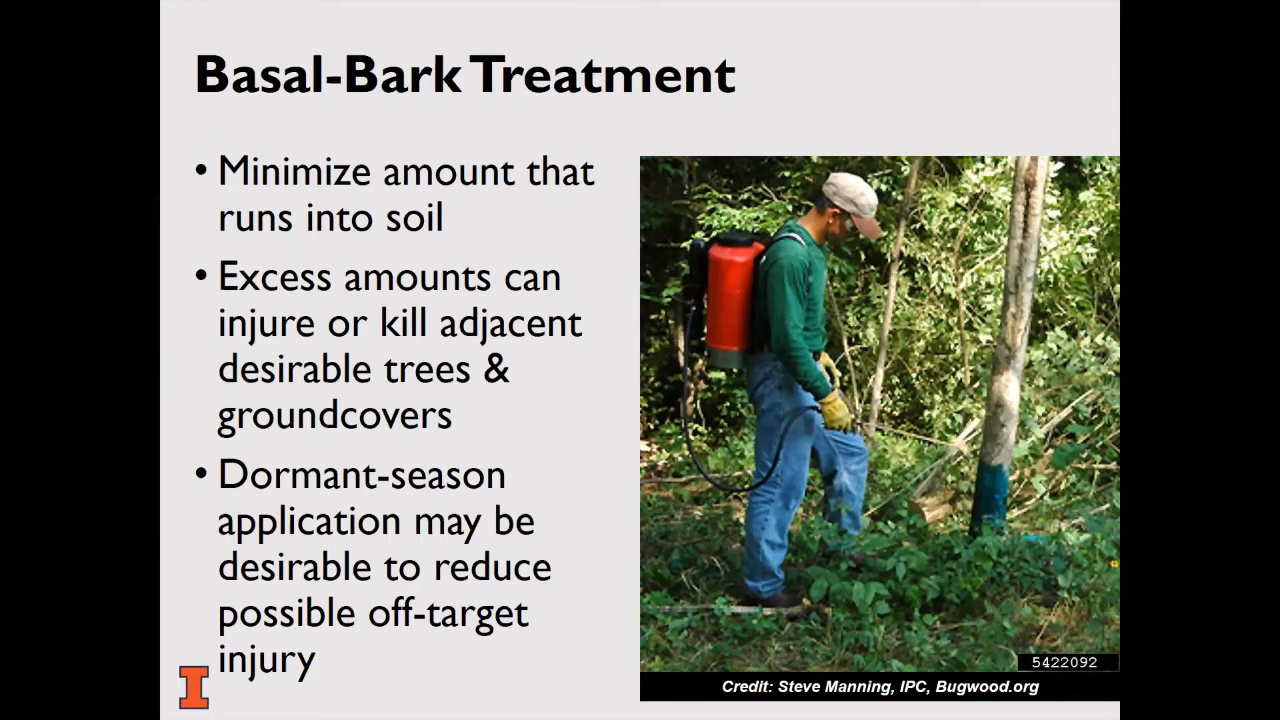 Basal-Bark Treatment
• Minimize amount that
runs into soil
• Excess amounts can
injure or kill adjacent
desirable trees &
groundcovers
• Dormant-season
application may be
desirable to reduce
possible off-target
injury
I
5422092
Credit: Steve Manning, IPC, Bugwood.org